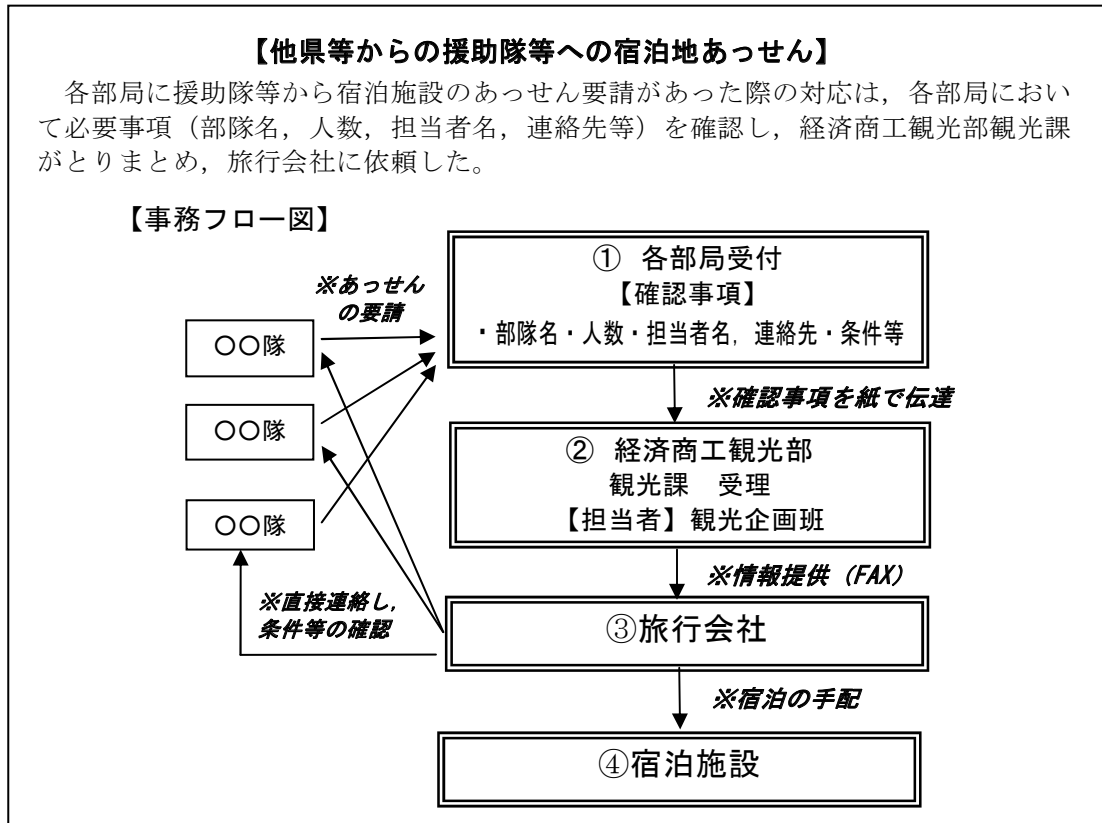 【他県等からの援助隊等への宿泊地あっせん】
各部局に援助隊等から宿泊施設のあっせん要請があった際の対応は，各部局におい
て必要事項（部隊名，人数，担当者名，連絡先等）を確認し，経済商工観光部観光課
がとりまとめ，旅行会社に依頼した。
【事務フロー図】
① 各部局受付
【確認事項】
・部隊名・人数・担当者名，連絡先・条件等
※あっせん
の要請
〇〇隊
※確認事項を紙で伝達
〇〇隊
② 経済商工観光部
観光課　受理
【担当者】観光企画班
〇〇隊
※情報提供（FAX）
※直接連絡し，
条件等の確認
③旅行会社
※宿泊の手配
④宿泊施設